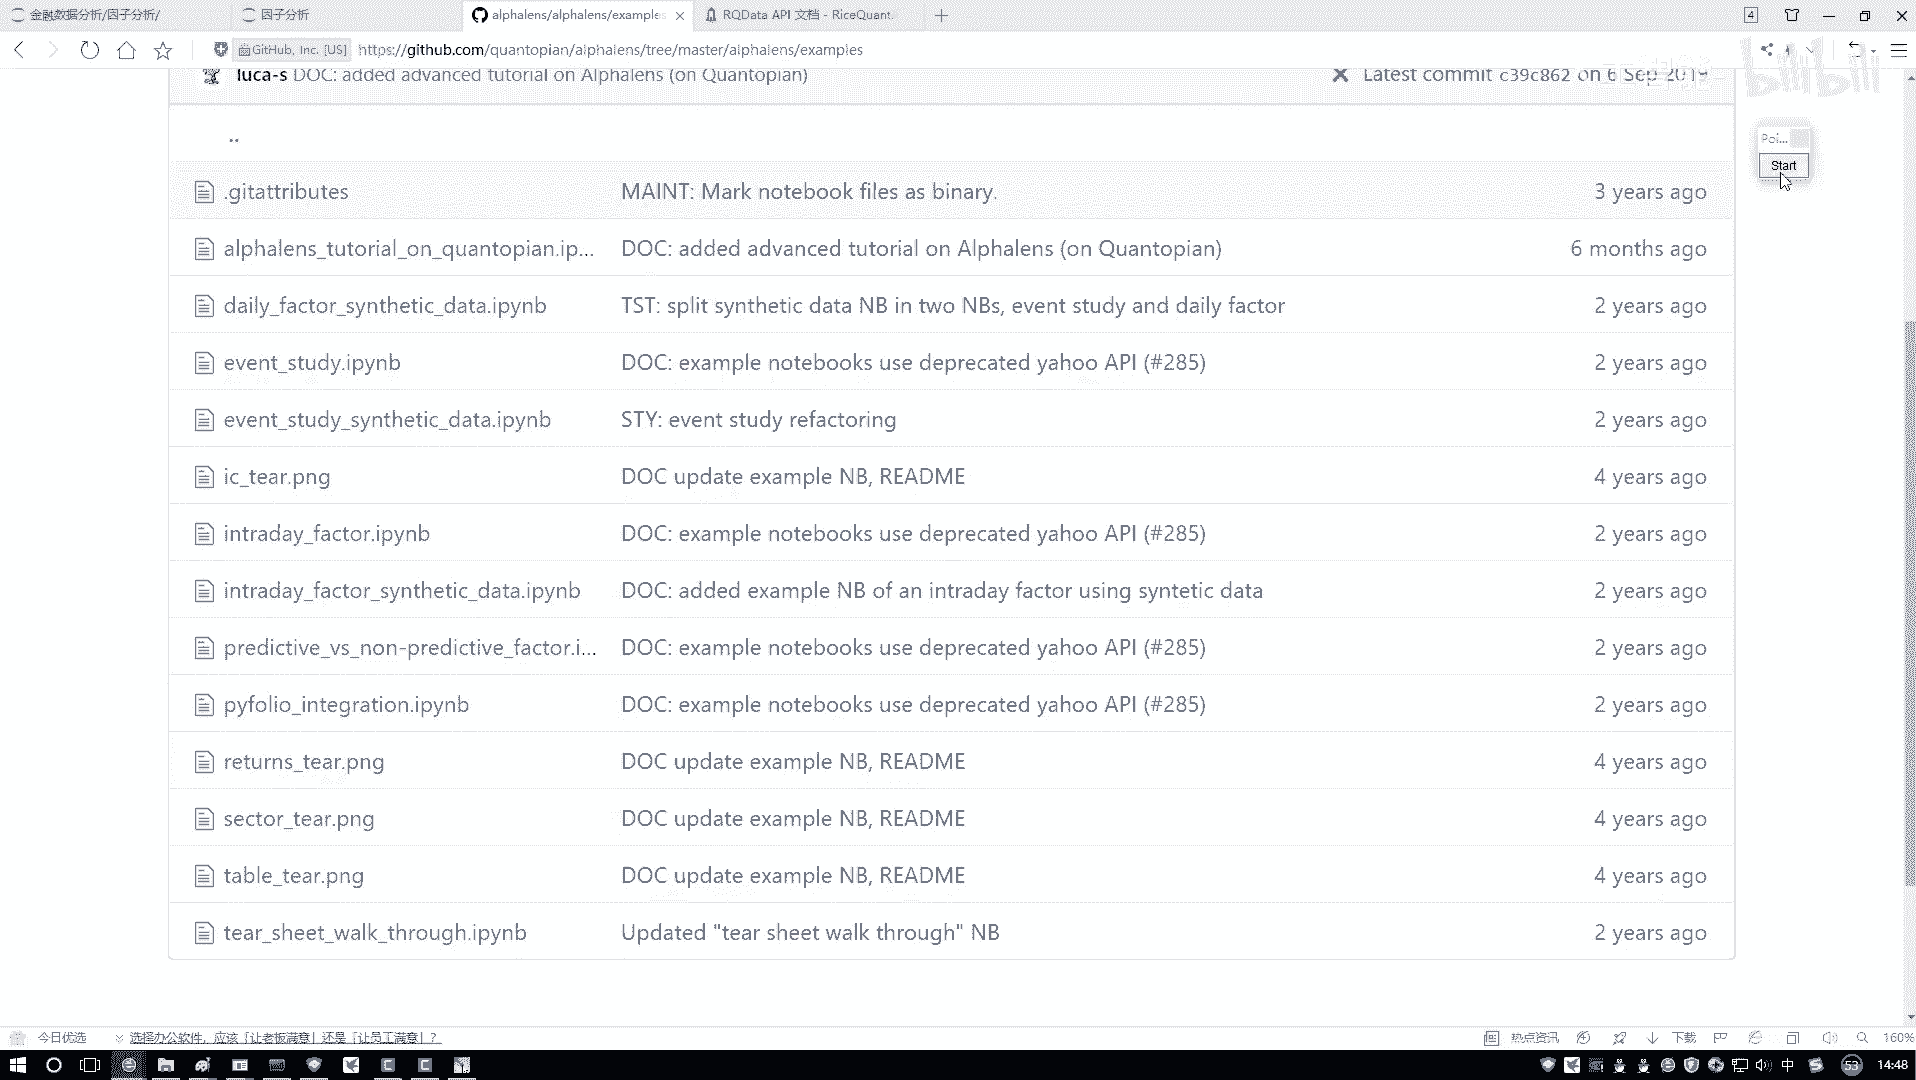 金融数据分析/因子分析/
因子分析
alphalens/alphalens/examples
RQData API 文档 - RiceQuant
4
GitHub, Inc. [US]
https://github.com/quantopian/alphalens/tree/master/alphalens/examples
luca-s DOC: added advanced tutorial on Alphalens (on Quantopian)
Latest commit c39c862 on 6 Sep 2019
bilibili
Poi...
Start
..
.gitattributes MAINT: Mark notebook files as binary. 3 years ago
alphalens_tutorial_on_quantopian.ip... DOC: added advanced tutorial on Alphalens (on Quantopian) 6 months ago
daily_factor_synthetic_data.ipynb TST: split synthetic data NB in two NBs, event study and daily factor 2 years ago
event_study.ipynb DOC: example notebooks use deprecated yahoo API (#285) 2 years ago
event_study_synthetic_data.ipynb STY: event study refactoring 2 years ago
ic_tear.png DOC update example NB, README 4 years ago
intraday_factor.ipynb DOC: example notebooks use deprecated yahoo API (#285) 2 years ago
intraday_factor_synthetic_data.ipynb DOC: added example NB of an intraday factor using syntetic data 2 years ago
predictive_vs_non-predictive_factor.i... DOC: example notebooks use deprecated yahoo API (#285) 2 years ago
pyfolio_integration.ipynb DOC: example notebooks use deprecated yahoo API (#285) 2 years ago
returns_tear.png DOC update example NB, README 4 years ago
sector_tear.png DOC update example NB, README 4 years ago
table_tear.png DOC update example NB, README 4 years ago
tear_sheet_walk_through.ipynb Updated "tear sheet walk through" NB 2 years ago
今日优选 选择办公软件，应该「让老板满意」还是「让员工满意」？
热点资讯 下载 160%
中 53 14:48